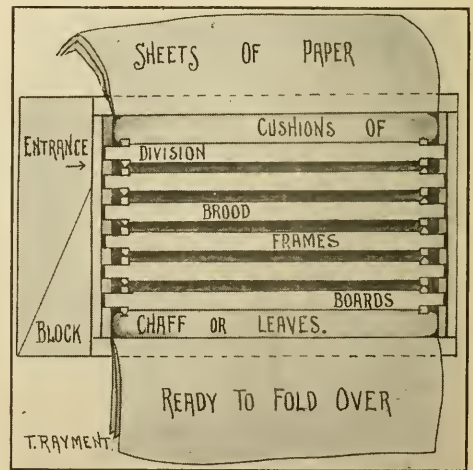 SHEETS OF PAPER
CUSHIONS OF
ENTRANCE
DIVISION
BROOD
FRAMES
BOARDS
BLOCK
CHAFF OR LEAVES.
READY TO FOLD OVER
T.RAYMENT.